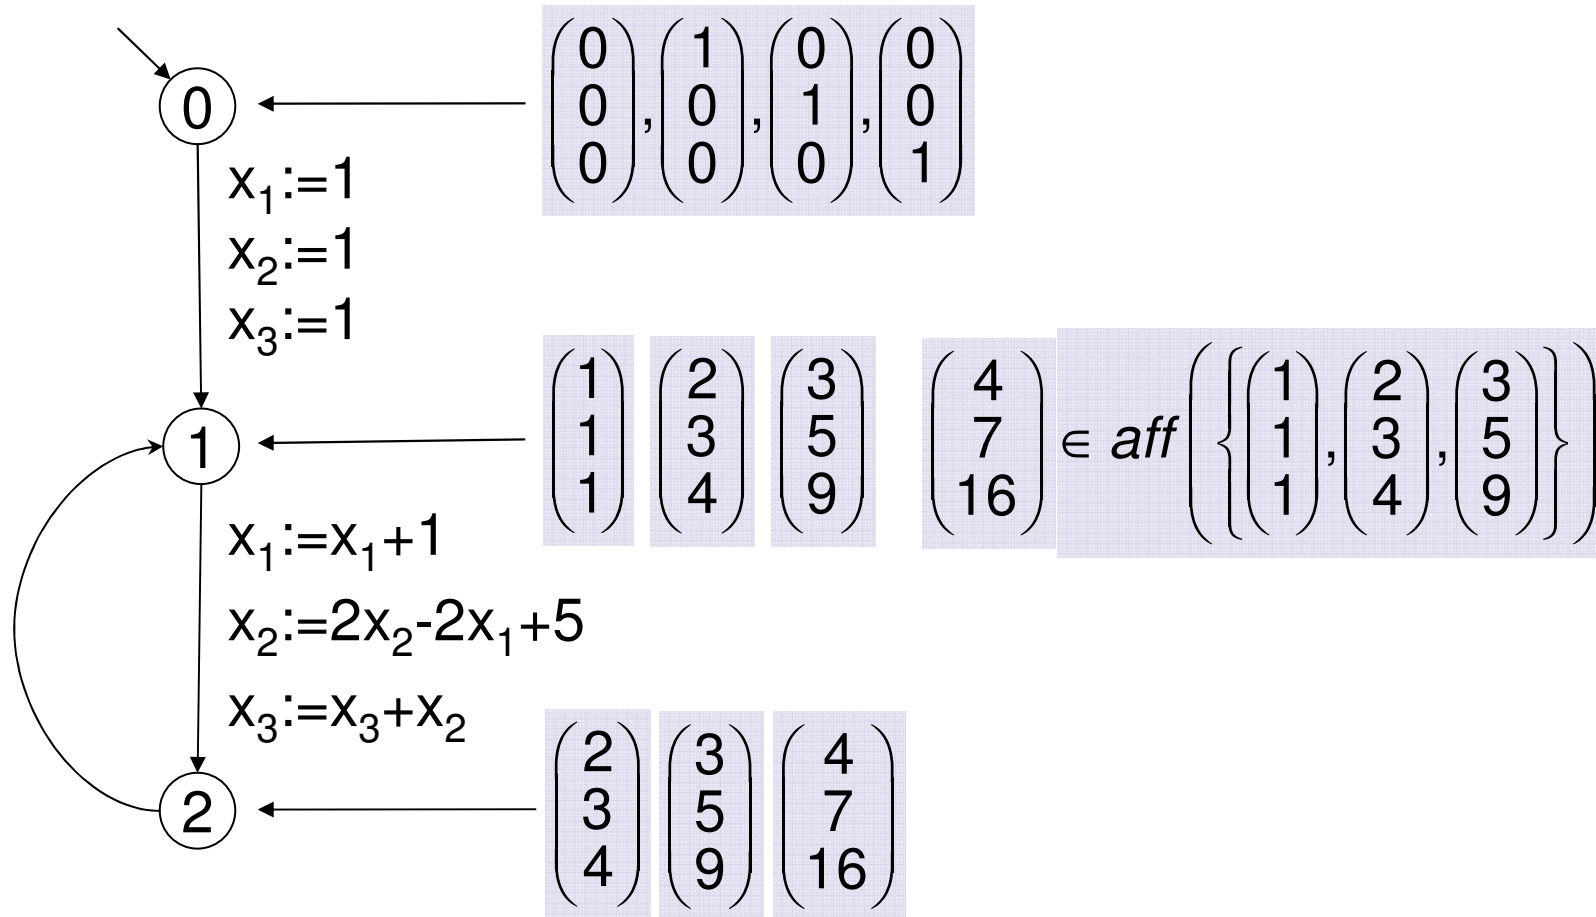 0
(0 0 0), (1 0 0), (0 1 0), (0 0 1)
x₁:=1
x₂:=1
x₃:=1
1
(1 1 1) (2 3 4) (3 5 9) (4 7 16) ∈ aff({(1 1 1), (2 3 4), (3 5 9)})
x₁:=x₁+1
x₂:=2x₂-2x₁+5
x₃:=x₃+x₂
2
(2 3 4) (3 5 9) (4 7 16)